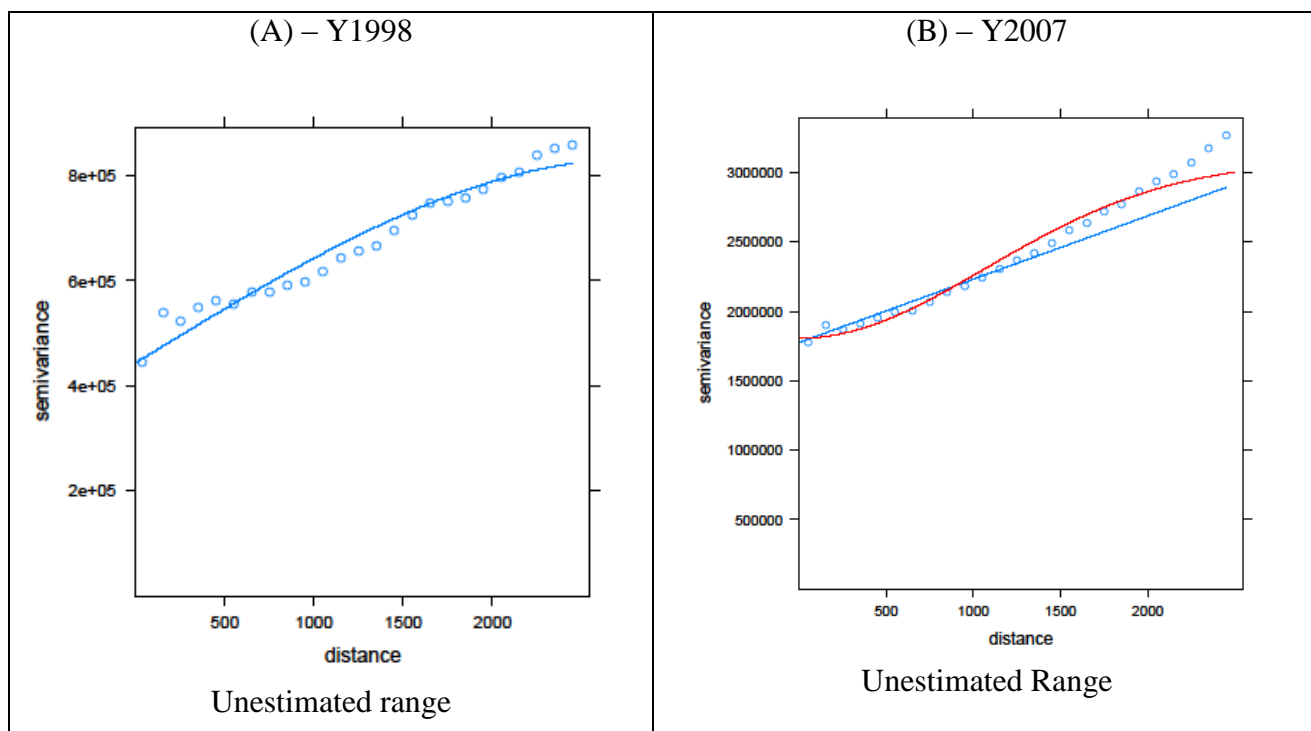 (A) – Y1998
8e+05
6e+05
4e+05
2e+05
semivariance
500 1000 1500 2000
distance
Unestimated range
(B) – Y2007
3000000
2500000
2000000
1500000
1000000
500000
semivariance
500 1000 1500 2000
distance
Unestimated Range